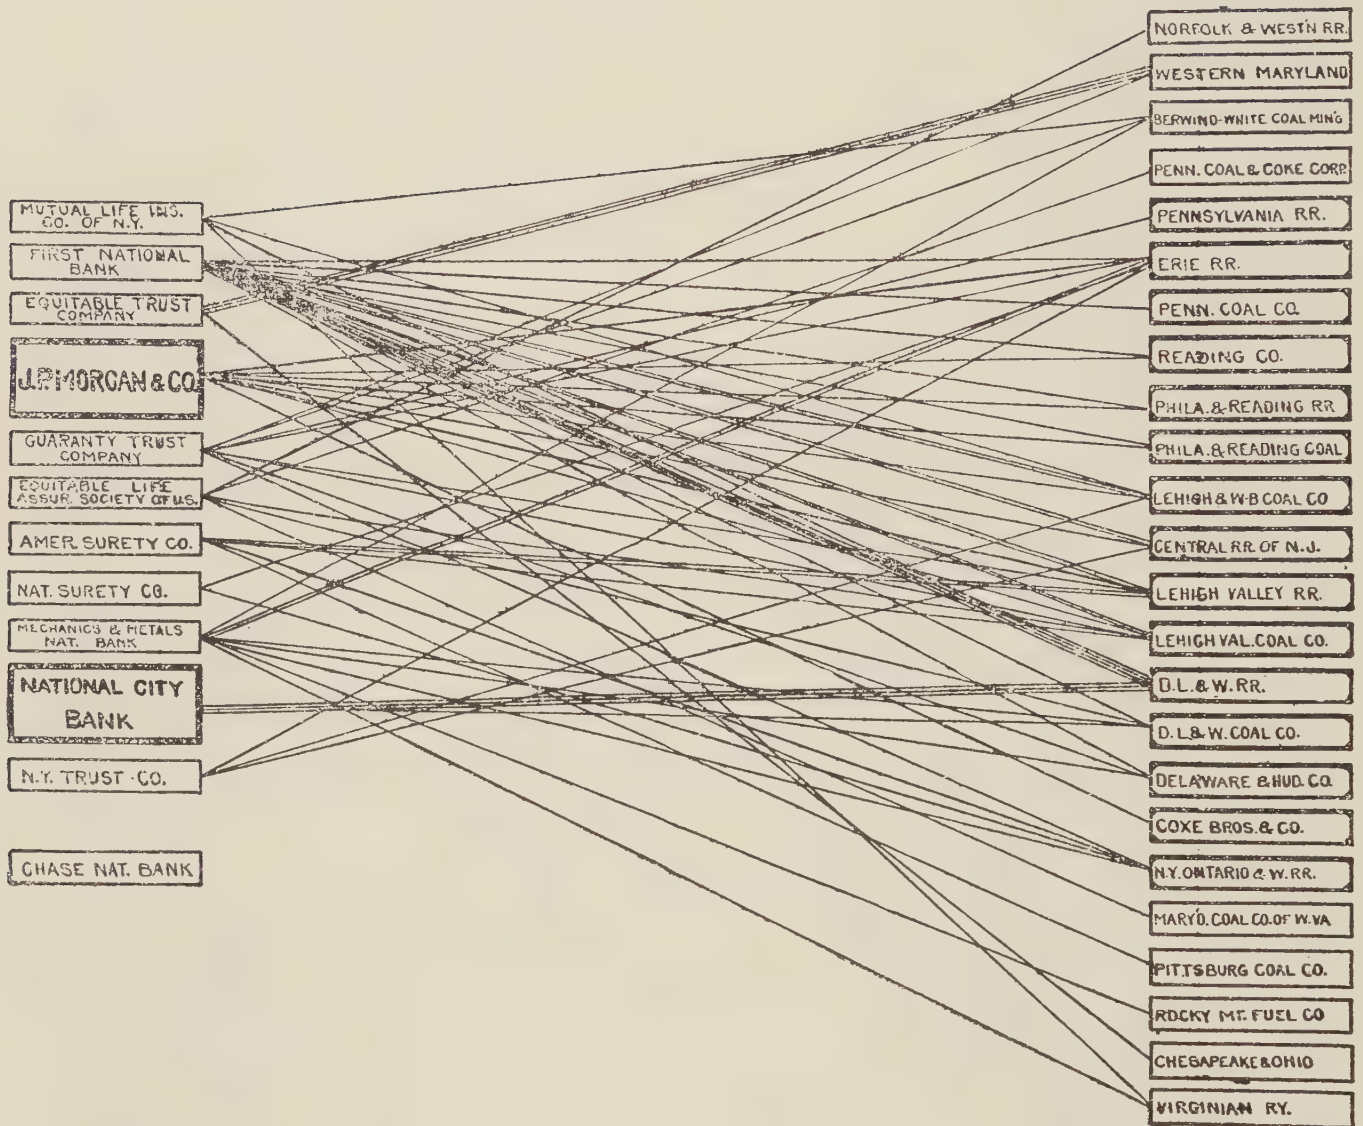 MUTUAL LIFE INS.
CO. OF N.Y.
FIRST NATIONAL
BANK
EQUITABLE TRUST
COMPANY
J.P. MORGAN & CO.
GUARANTY TRUST
COMPANY
EQUITABLE LIFE
ASSUR. SOCIETY OF U.S.
AMER. SURETY CO.
NAT. SURETY CO.
MECHANICS & METALS
NAT. BANK
NATIONAL CITY
BANK
N.Y. TRUST CO.
CHASE NAT. BANK
NORFOLK & WEST'N RR.
WESTERN MARYLAND
BERWIND-WHITE COAL MIN'G
PENN. COAL & COKE CORP.
PENNSYLVANIA RR.
ERIE RR.
PENN. COAL CO.
READING CO.
PHILA. & READING RR
PHILA. & READING COAL
LEHIGH & W-B COAL CO
CENTRAL RR. OF N.J.
LEHIGH VALLEY RR.
LEHIGH VAL. COAL CO.
D.L. & W. RR.
D.L. & W. COAL CO.
DELAWARE & HUD. CO.
COXE BROS. & CO.
N.Y. ONTARIO & W. RR.
MARY'D. COAL CO. OF W. VA
PITTSBURG COAL CO.
ROCKY MT. FUEL CO
CHESAPEAKE & OHIO
VIRGINIAN RY.